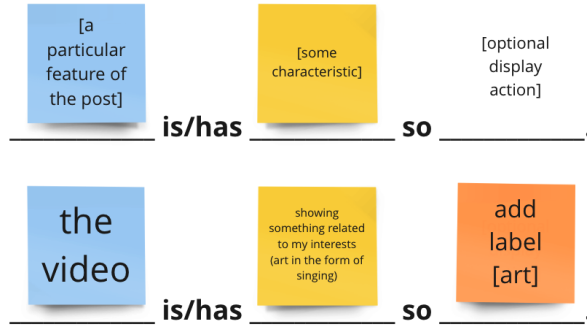 [a
particular
feature of
the post]
is/has
[some
characteristic]
so
[optional
display
action]
.
the
video
is/has
showing
something related
to my interests
(art in the form of
singing)
so
add
label
[art]
.